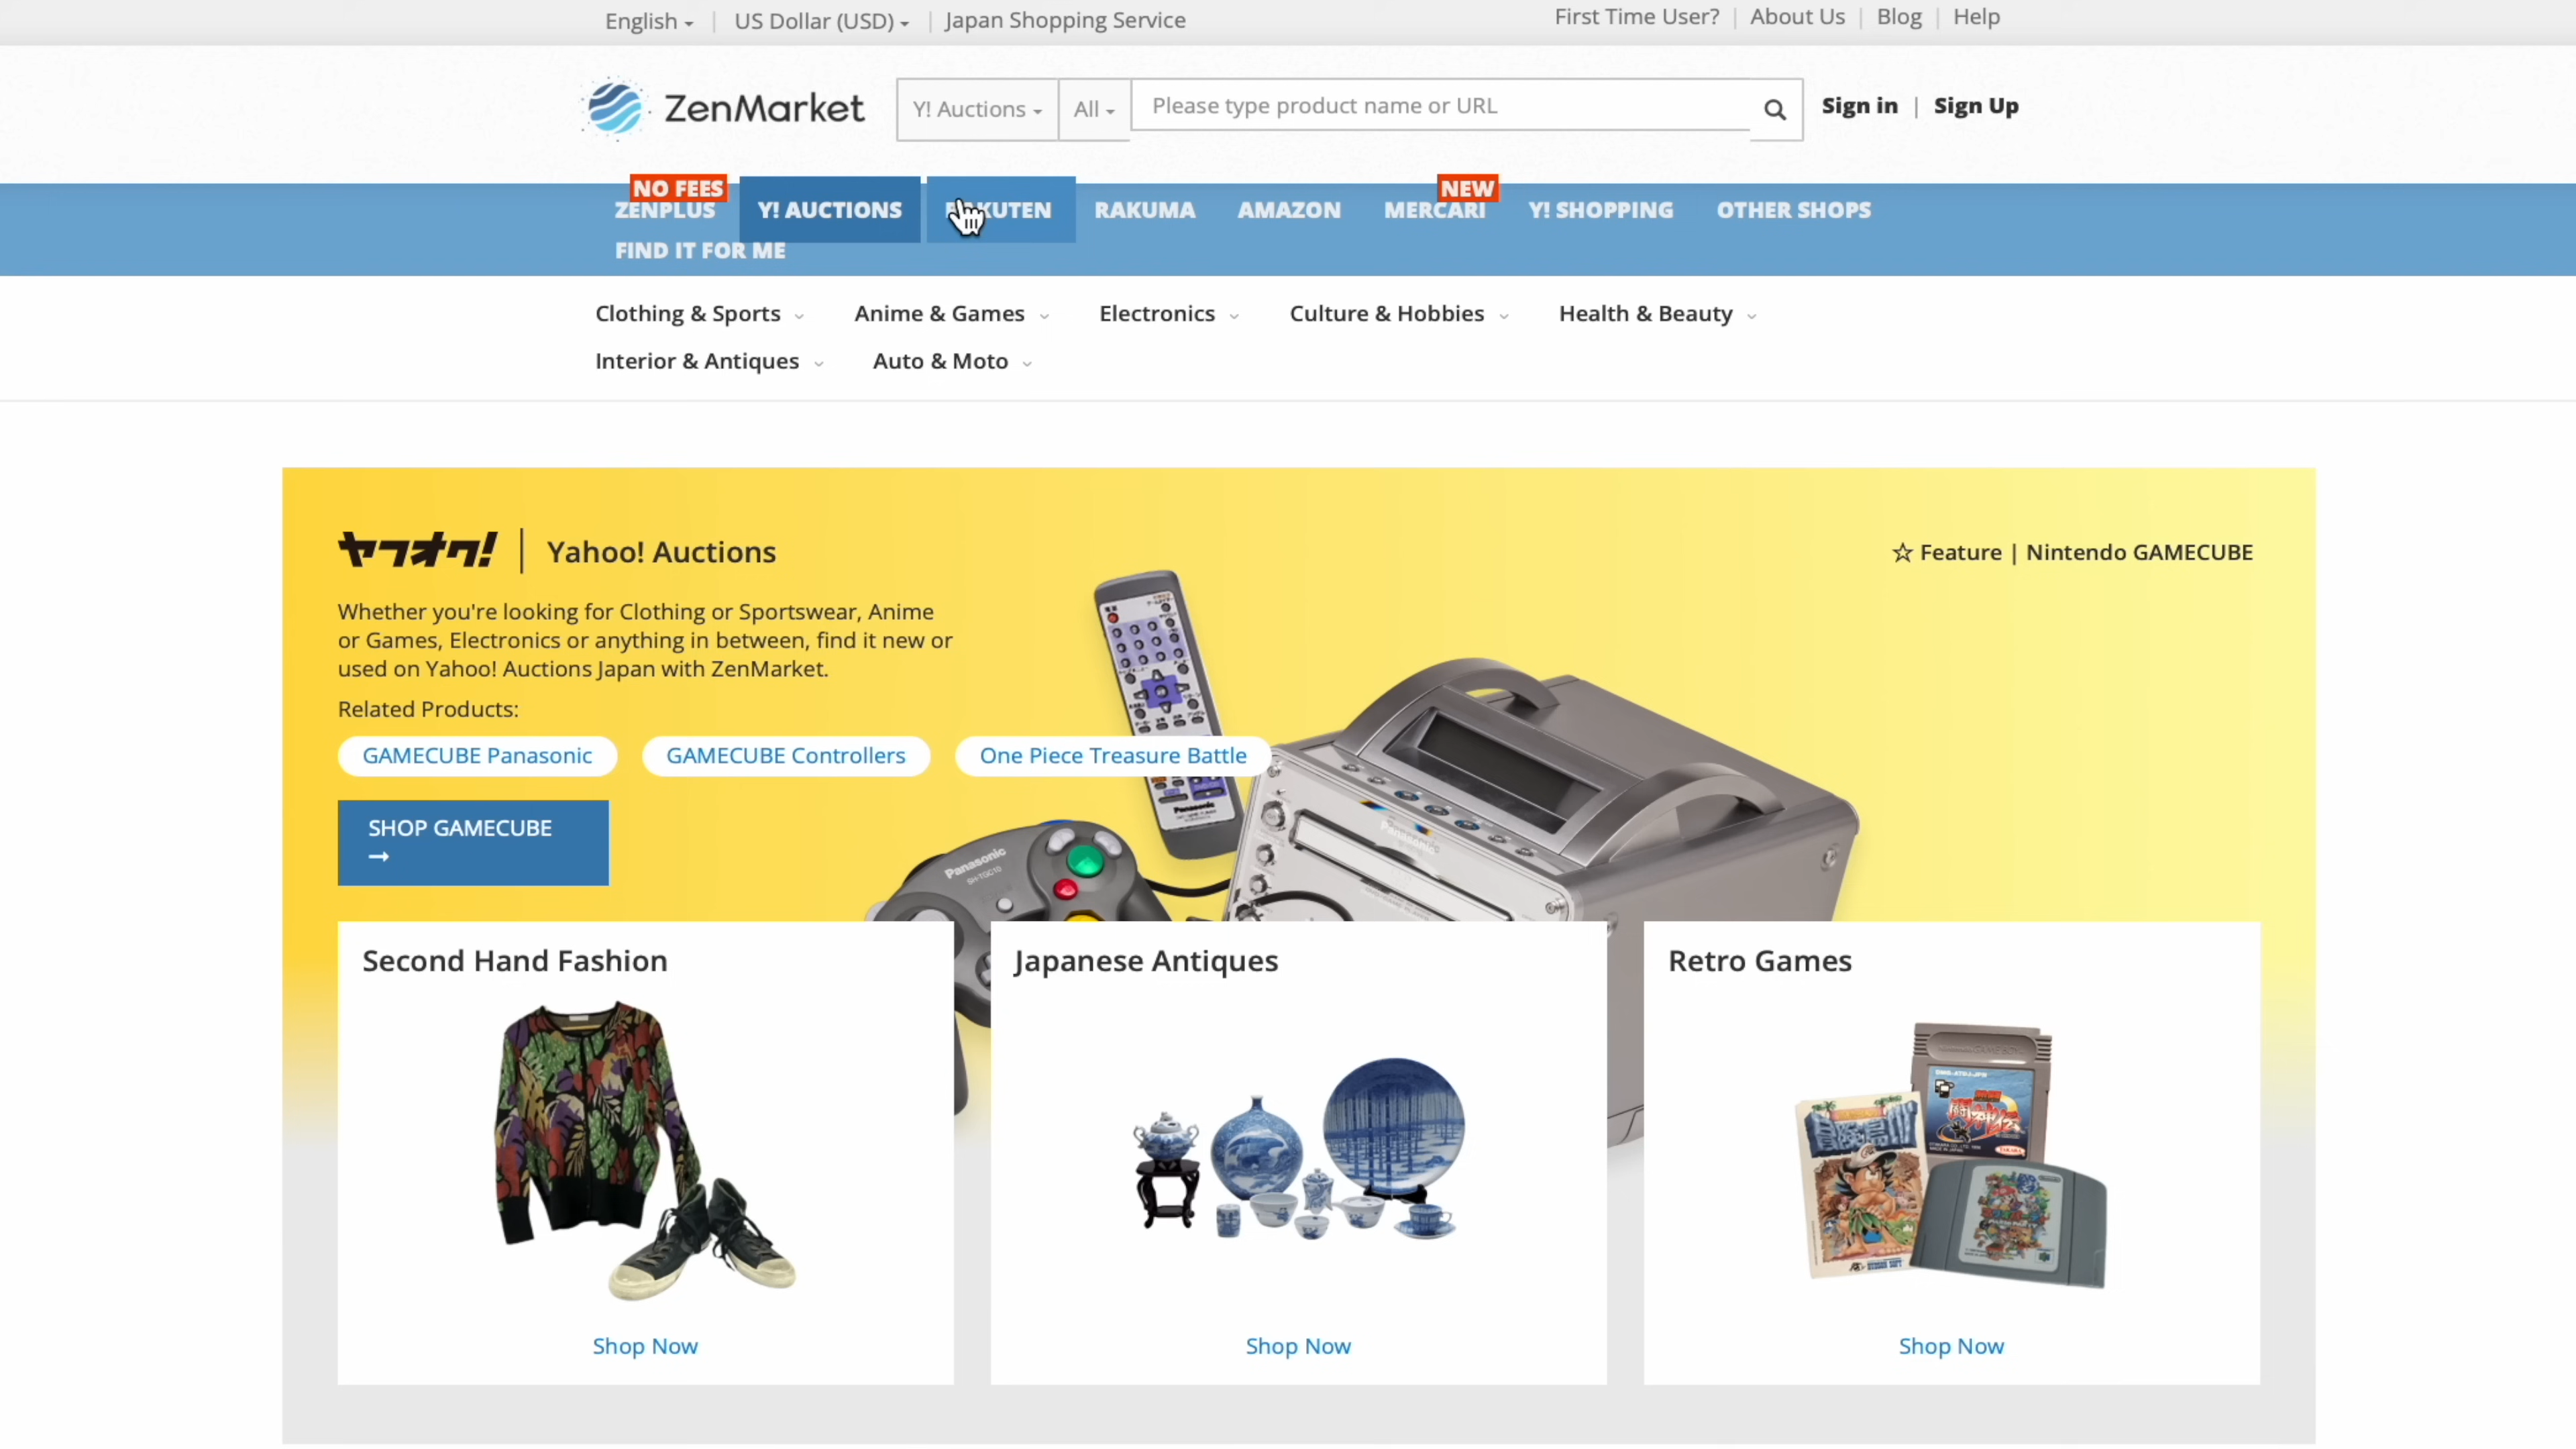 English
US Dollar (USD)
Japan Shopping Service
First Time User?
About Us
Blog
Help
ZenMarket
Y! Auctions
All
Please type product name or URL
Sign in
Sign Up
NO FEES
ZENPLUS
Y! AUCTIONS
KUTEN
RAKUMA
AMAZON
NEW
MERCARI
Y! SHOPPING
OTHER SHOPS
FIND IT FOR ME
Clothing & Sports
Anime & Games
Electronics
Culture & Hobbies
Health & Beauty
Interior & Antiques
Auto & Moto
ヤフオク! | Yahoo! Auctions
☆ Feature | Nintendo GAMECUBE
Whether you're looking for Clothing or Sportswear, Anime
or Games, Electronics or anything in between, find it new or
used on Yahoo! Auctions Japan with ZenMarket.
Related Products:
GAMECUBE Panasonic
GAMECUBE Controllers
One Piece Treasure Battle
SHOP GAMECUBE
→
Panasonic
Panasonic
SH-TGC10
Panasonic
Second Hand Fashion
Japanese Antiques
Retro Games
Shop Now
Shop Now
Shop Now